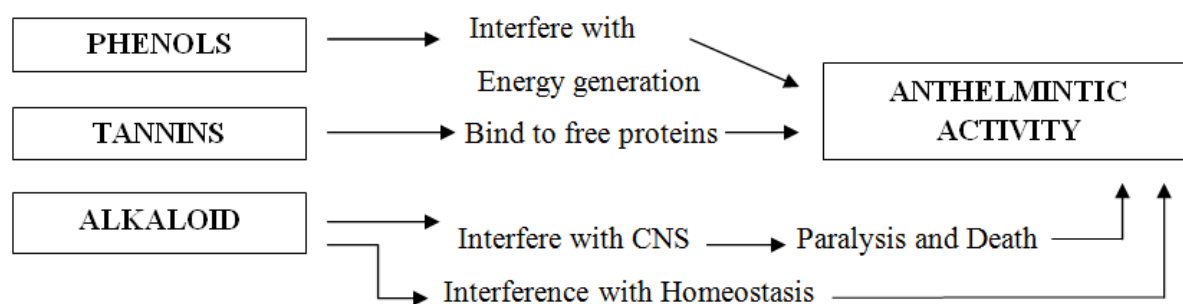 PHENOLS
Interfere with
Energy generation
TANNINS
Bind to free proteins
ANTHELMINTIC
ACTIVITY
ALKALOID
Interfere with CNS
Paralysis and Death
Interference with Homeostasis